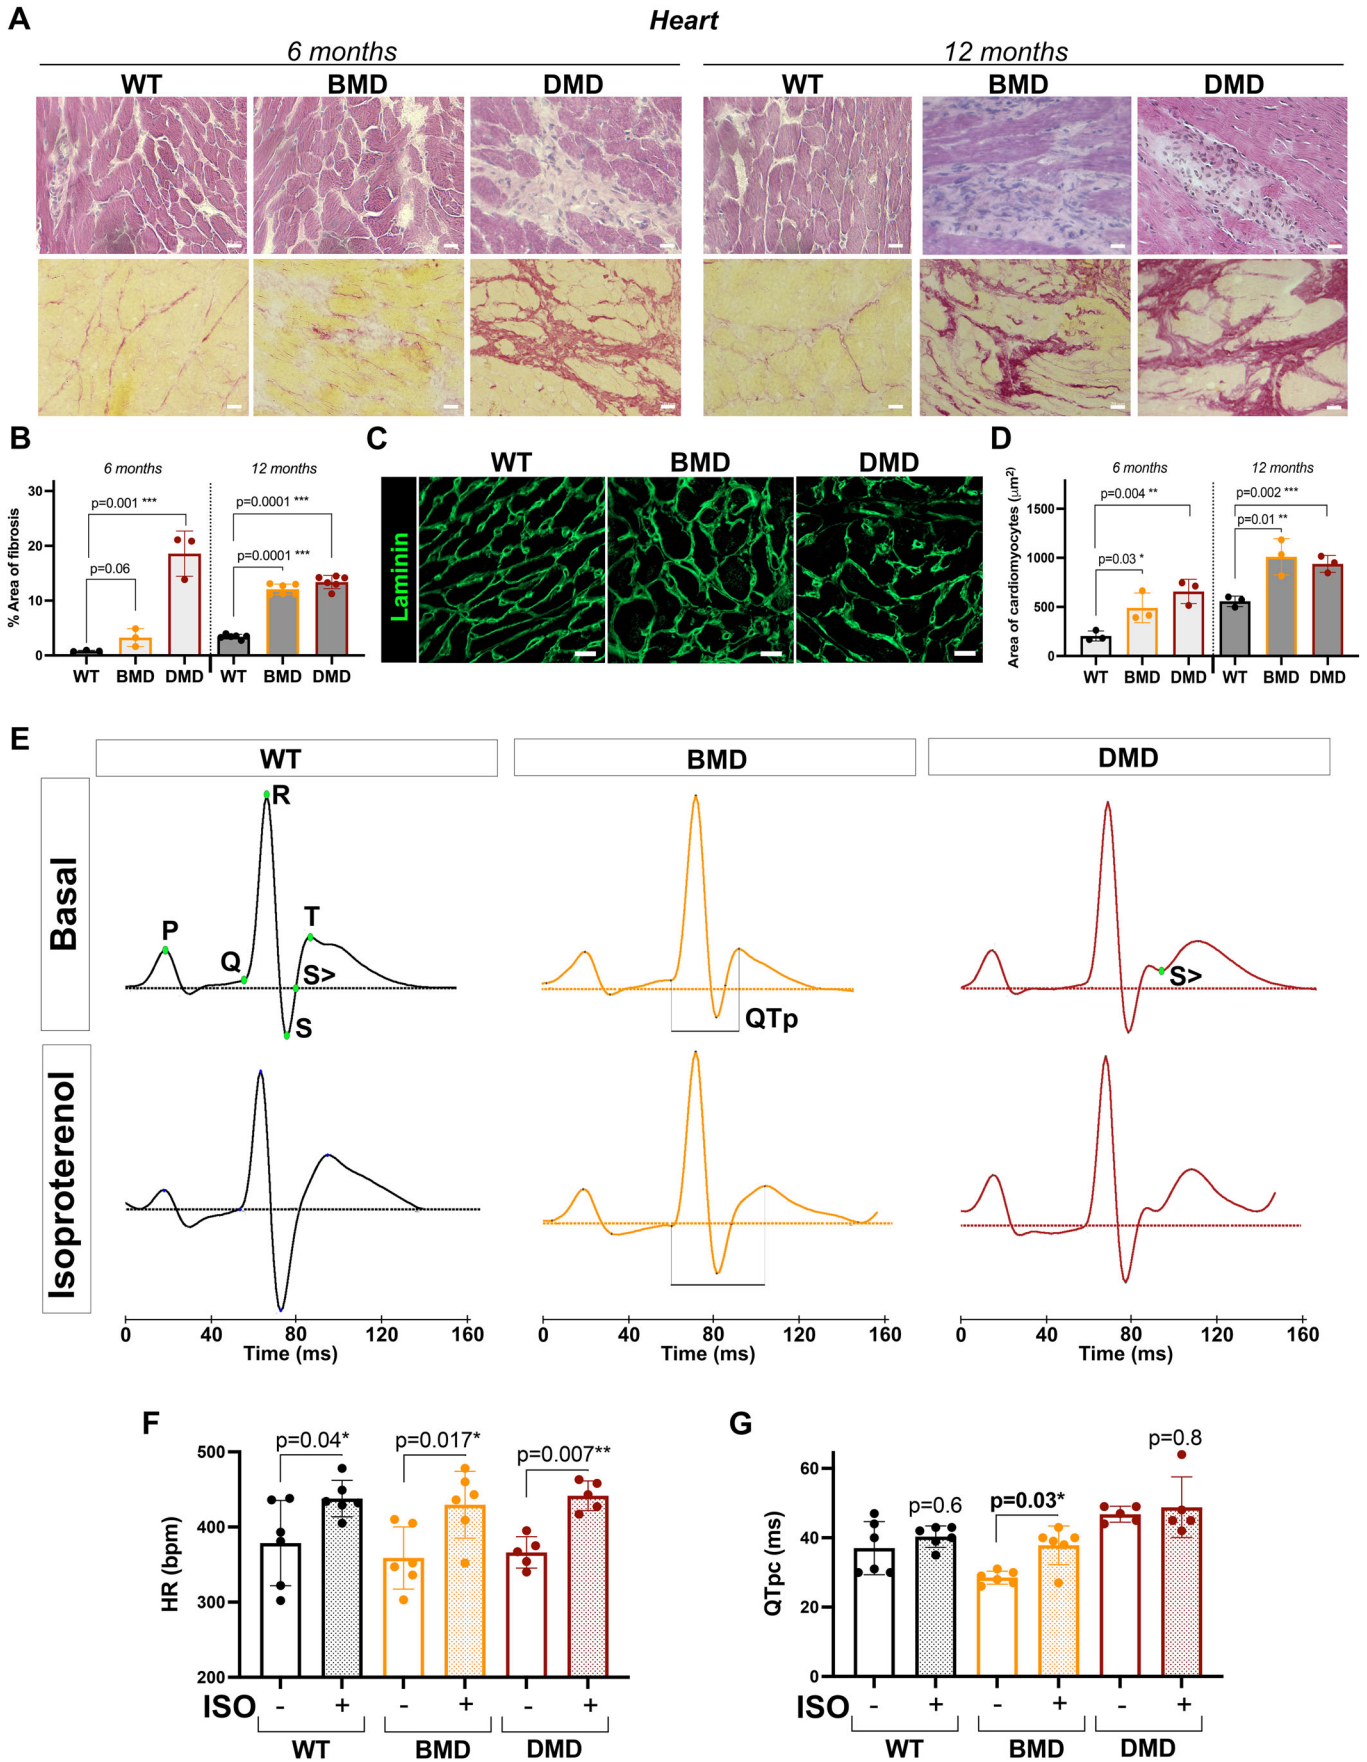 A
Heart
6 months
12 months
WT BMD DMD WT BMD DMD
B
6 months 12 months
% Area of fibrosis
30
20
10
0
p=0.001 ***
p=0.06
p=0.0001 ***
p=0.0001 ***
WT BMD DMD WT BMD DMD
C
WT BMD DMD
Laminin
D
6 months 12 months
Area of cardiomyocytes (µm²)
1500
1000
500
0
p=0.004 **
p=0.03 *
p=0.002 ***
p=0.01 **
WT BMD DMD WT BMD DMD
E
WT BMD DMD
Basal
P
Q
R
S
S>
T
QTp
S>
Isoproterenol
0 40 80 120 160
Time (ms)
0 40 80 120 160
Time (ms)
0 40 80 120 160
Time (ms)
F
HR (bpm)
500
400
300
200
p=0.04*
p=0.017*
p=0.007**
ISO - + - + - +
WT BMD DMD
G
QTpc (ms)
60
40
20
0
p=0.6
p=0.03*
p=0.8
ISO - + - + - +
WT BMD DMD